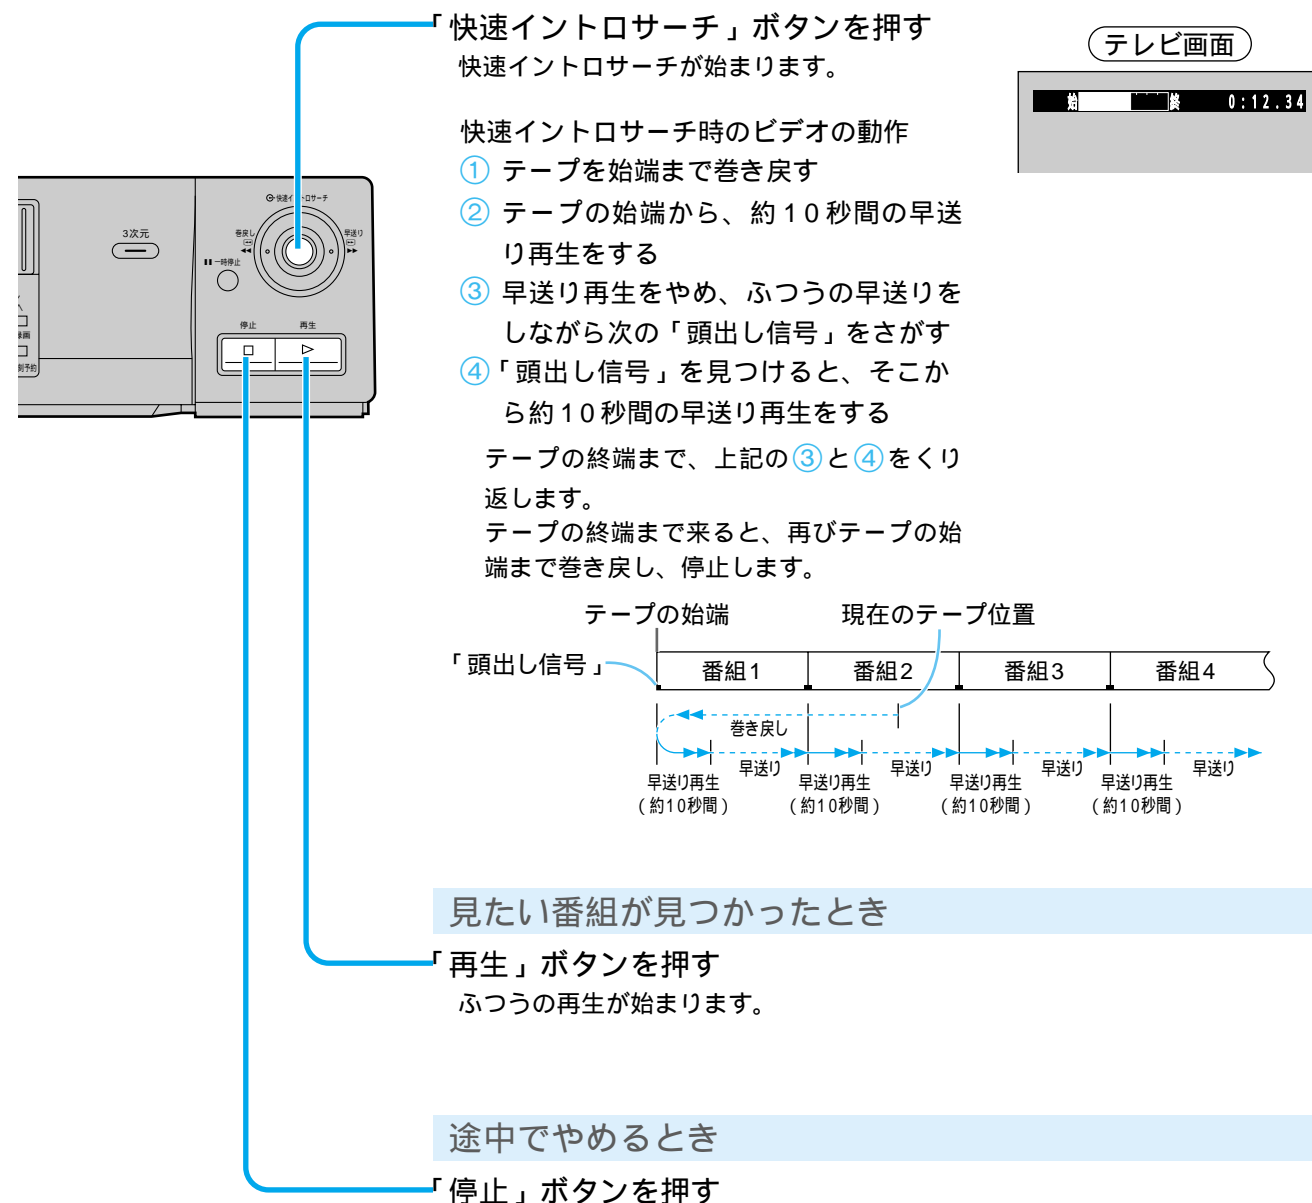 「快速イントロサーチ」ボタンを押す
快速イントロサーチが始まります。
テレビ画面
始 終 0:12.34
快速イントロサーチ時のビデオの動作
① テープを始端まで巻き戻す
② テープの始端から、約10秒間の早送
り再生をする
③ 早送り再生をやめ、ふつうの早送りを
しながら次の「頭出し信号」をさがす
④「頭出し信号」を見つけると、そこか
ら約10秒間の早送り再生をする
テープの終端まで、上記の③と④をくり
返します。
テープの終端まで来ると、再びテープの始
端まで巻き戻し、停止します。
快速イントロサーチ
3次元
巻戻し
早送り
一時停止
停止
再生
録画
刻予約
テープの始端
現在のテープ位置
「頭出し信号」
番組1
番組2
番組3
番組4
巻き戻し
早送り
早送り
早送り
早送り
早送り再生
(約10秒間)
早送り再生
(約10秒間)
早送り再生
(約10秒間)
早送り再生
(約10秒間)
見たい番組が見つかったとき
「再生」ボタンを押す
ふつうの再生が始まります。
途中でやめるとき
「停止」ボタンを押す